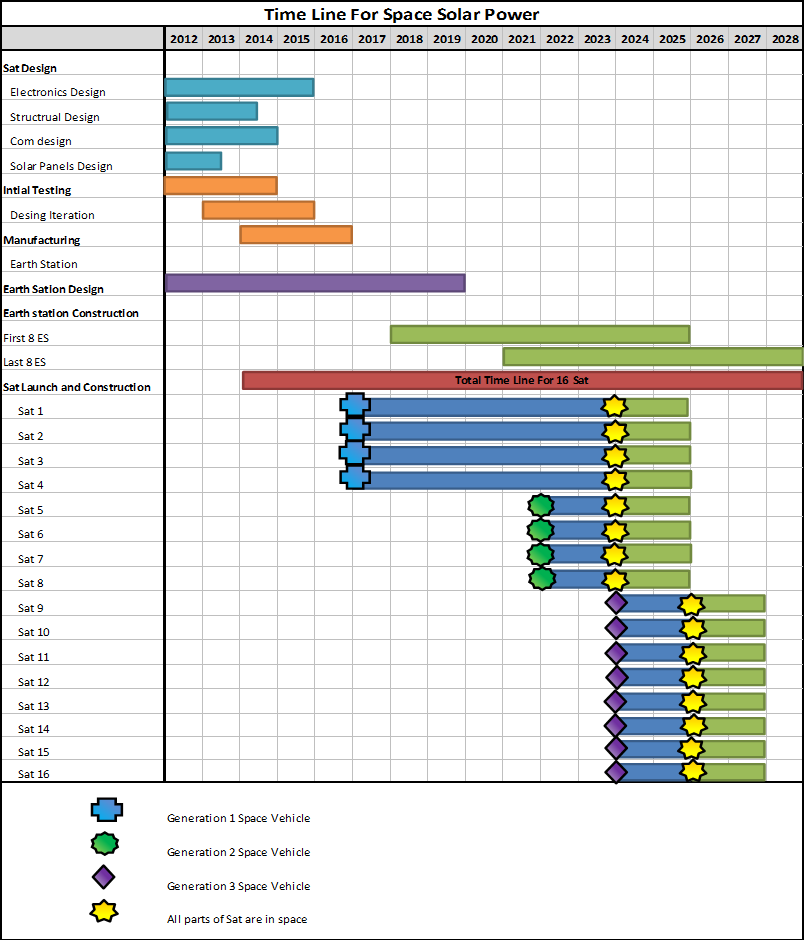 Time Line For Space Solar Power
2012 2013 2014 2015 2016 2017 2018 2019 2020 2021 2022 2023 2024 2025 2026 2027 2028
Sat Design
Electronics Design
Structrual Design
Com design
Solar Panels Design
Intial Testing
Desing Iteration
Manufacturing
Earth Station
Earth Sation Design
Earth station Construction
First 8 ES
Last 8 ES
Sat Launch and Construction Total Time Line For 16 Sat
Sat 1
Sat 2
Sat 3
Sat 4
Sat 5
Sat 6
Sat 7
Sat 8
Sat 9
Sat 10
Sat 11
Sat 12
Sat 13
Sat 14
Sat 15
Sat 16
Generation 1 Space Vehicle
Generation 2 Space Vehicle
Generation 3 Space Vehicle
All parts of Sat are in space